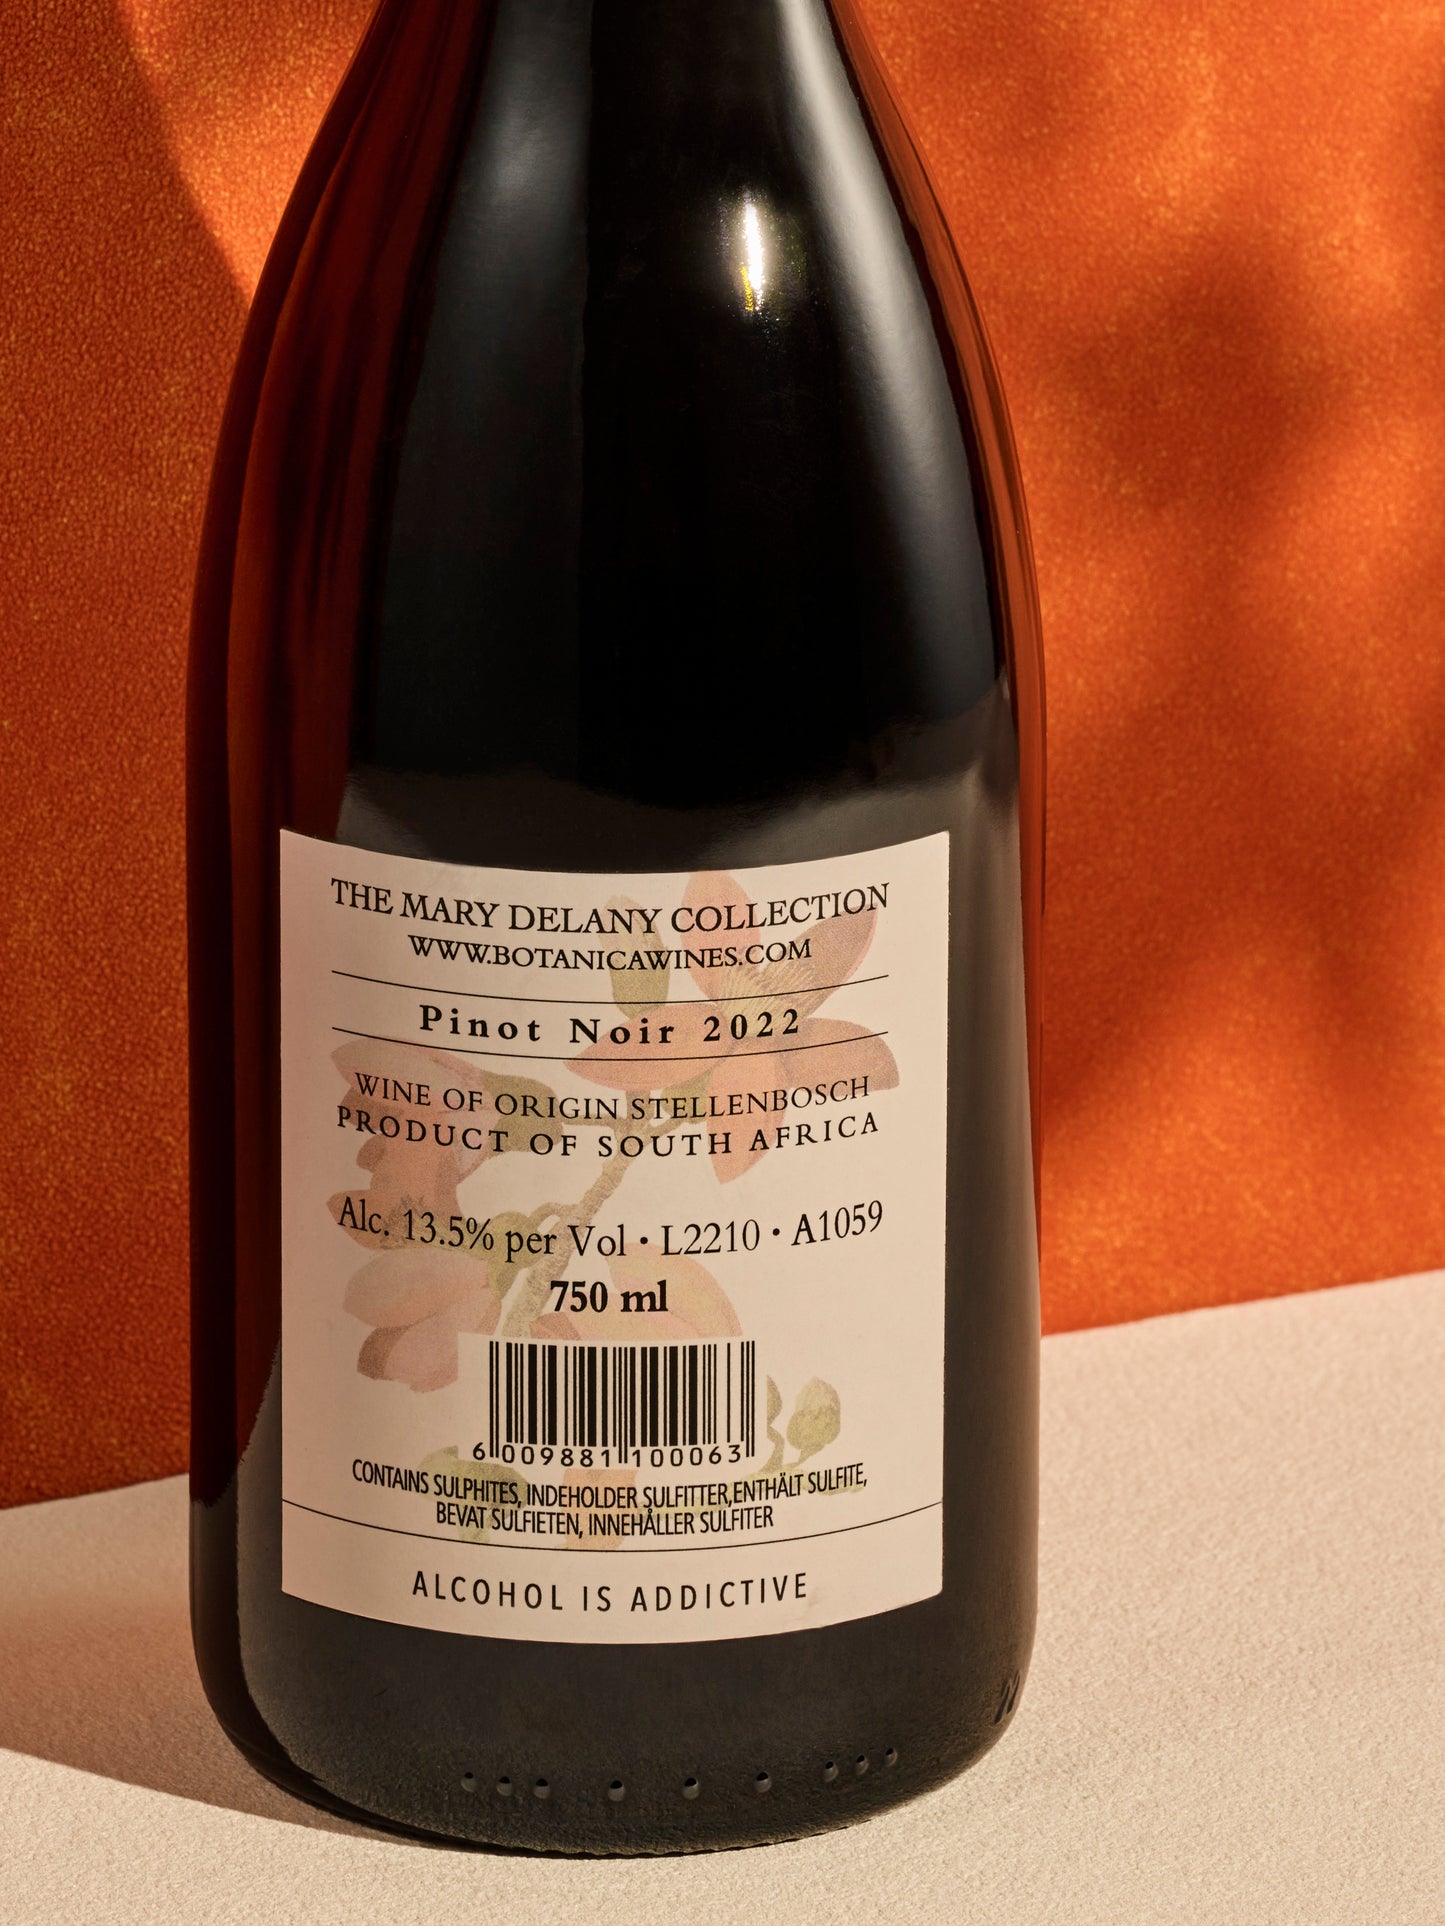 THE MARY DELANY COLLECTION
WWW.BOTANICAWINES.COM
Pinot Noir 2022
WINE OF ORIGIN STELLENBOSCH
PRODUCT OF SOUTH AFRICA
Alc. 13.5% per Vol • L2210 • A1059
750 ml
6 009881 100063
CONTAINS SULPHITES, INDEHOLDER SULFITTER,ENTHÄLT SULFITE,
BEVAT SULFIETEN, INNEHÅLLER SULFITER
ALCOHOL IS ADDICTIVE